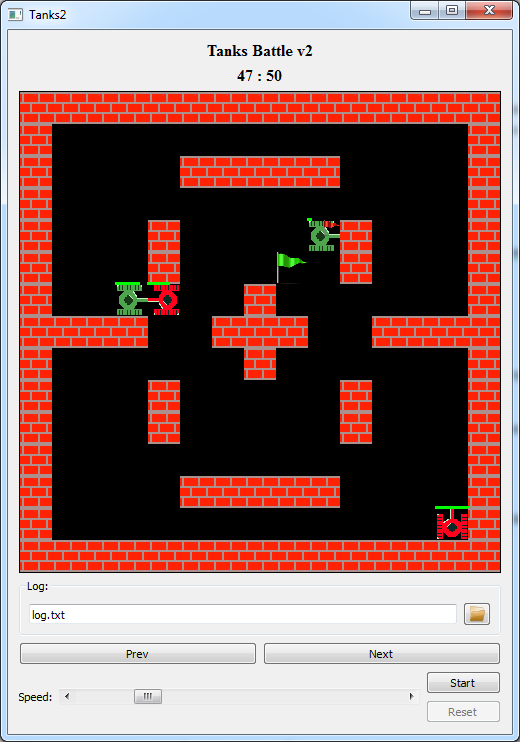 Tanks2
Tanks Battle v2
47 : 50
Log:
log.txt
Prev
Next
Speed:
Start
Reset